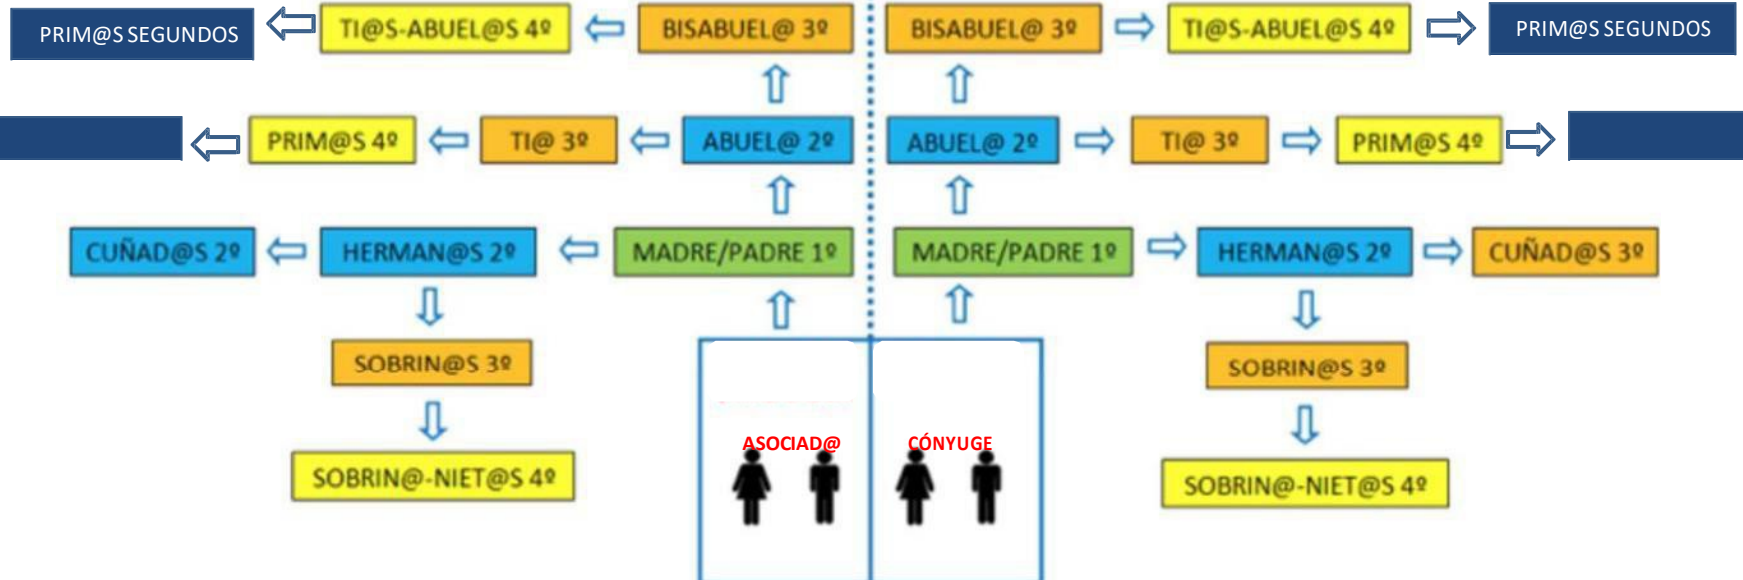 PRIM@S SEGUNDOS TI@S-ABUEL@S 4º BISABUEL@ 3º BISABUEL@ 3º TI@S-ABUEL@S 4º PRIM@S SEGUNDOS
PRIM@S 4º TI@ 3º ABUEL@ 2º ABUEL@ 2º TI@ 3º PRIM@S 4º
CUÑAD@S 2º HERMAN@S 2º MADRE/PADRE 1º MADRE/PADRE 1º HERMAN@S 2º CUÑAD@S 3º
SOBRIN@S 3º SOBRIN@S 3º
ASOCIAD@ CÓNYUGE
SOBRIN@-NIET@S 4º SOBRIN@-NIET@S 4º